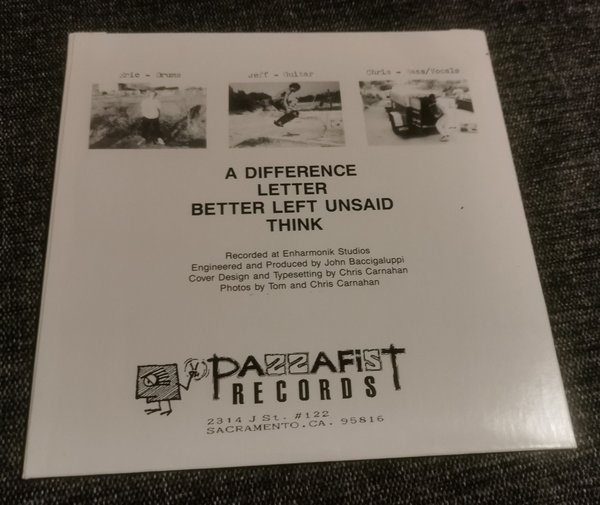 Eric - Drums
Jeff - Guitar
Chris - Bass/Vocals
A DIFFERENCE
LETTER
BETTER LEFT UNSAID
THINK
Recorded at Enharmonik Studios
Engineered and Produced by John Baccigaluppi
Cover Design and Typesetting by Chris Carnahan
Photos by Tom and Chris Carnahan
PAZZAFIST
RECORDS
2314 J St. #122
SACRAMENTO.CA. 95816